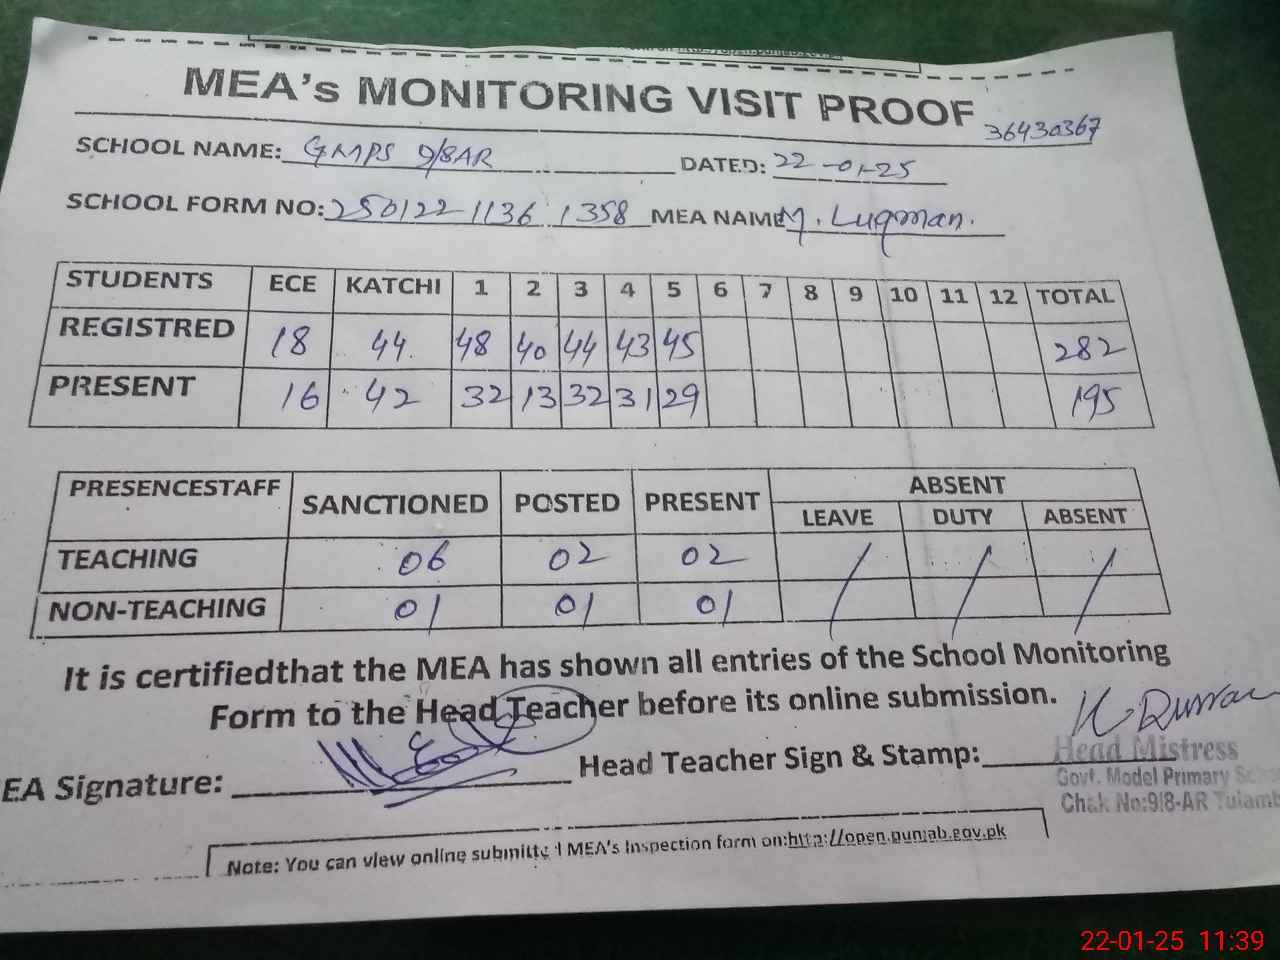 MEA's MONITORING VISIT PROOF
36430367
SCHOOL NAME: GMPS 9/8AR DATED: 22-01-25
SCHOOL FORM NO: 250122 1136 1358 MEA NAME M. Luqman.
STUDENTS ECE KATCHI 1 2 3 4 5 6 7 8 9 10 11 12 TOTAL
REGISTRED 18 44 48 40 44 43 45 282
PRESENT 16 42 32 13 32 31 29 195
PRESENCESTAFF SANCTIONED POSTED PRESENT ABSENT
LEAVE DUTY ABSENT
TEACHING 06 02 02 / / /
NON-TEACHING 01 01 01
It is certifiedthat the MEA has shown all entries of the School Monitoring
Form to the Head Teacher before its online submission.
EA Signature: Head Teacher Sign & Stamp:
Head Mistress
Govt. Model Primary
Chak No:9/8-AR
Note: You can view online submitted MEA's Inspection form on:http://open.punjab.gov.pk
22-01-25 11:39